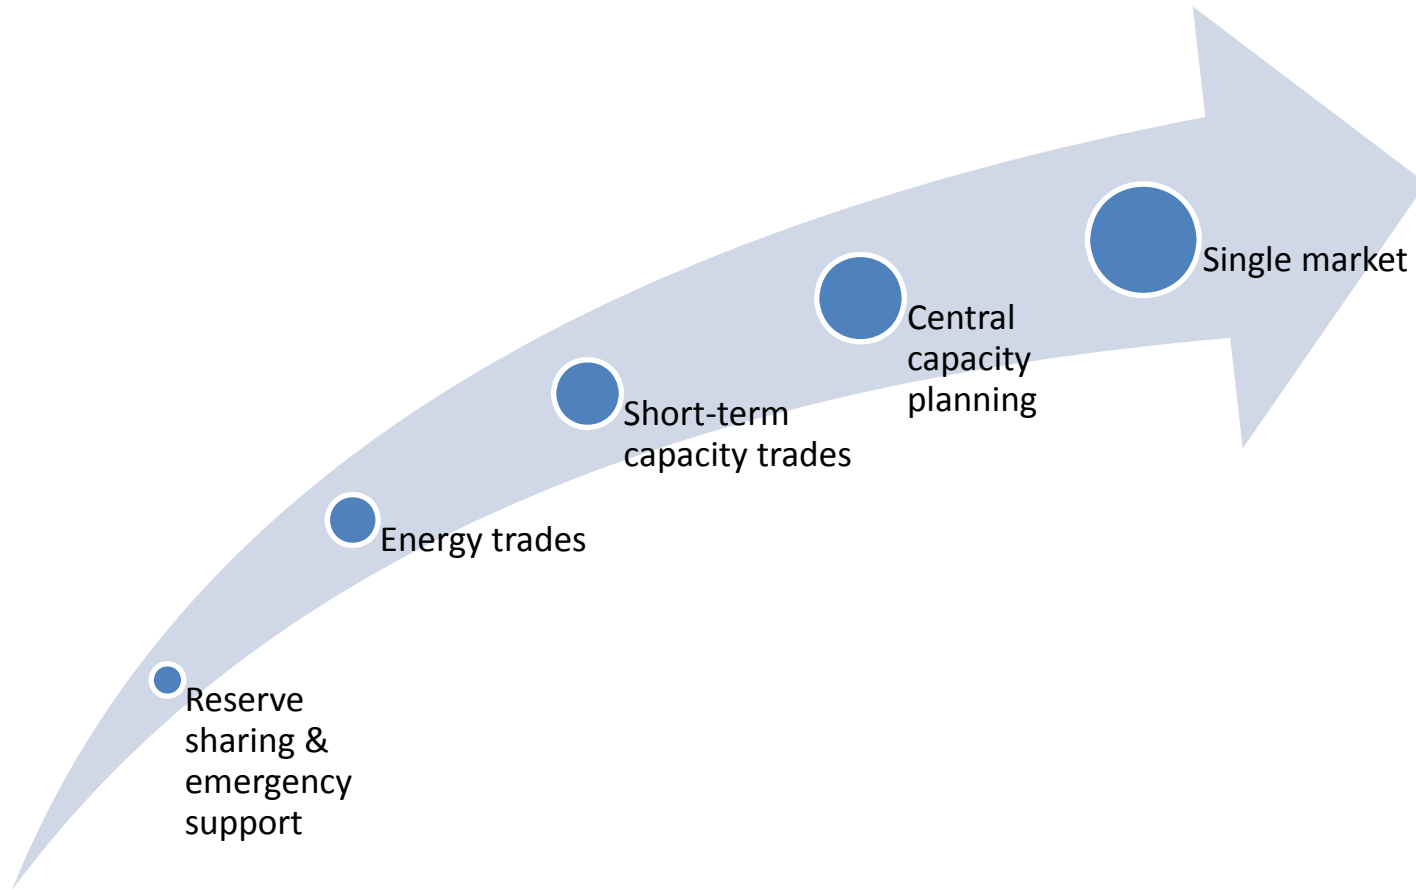 Reserve
sharing &
emergency
support
Energy trades
Short-term
capacity trades
Central
capacity
planning
Single market